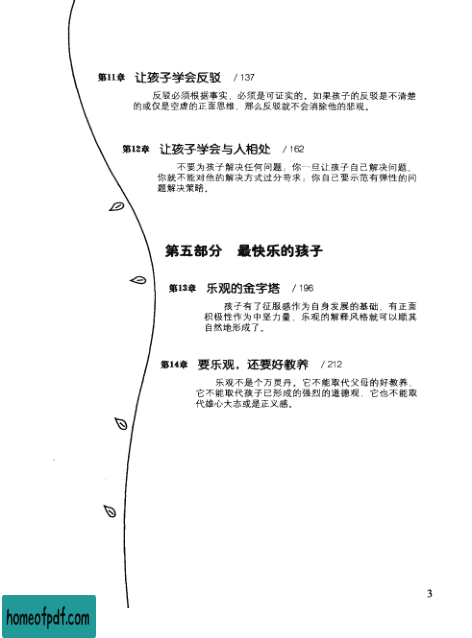 第11章 让孩子学会反驳 / 137
反驳必须根据事实、必须是可证实的。如果孩子的反驳是不清楚
的或仅是空虚的正面思维，那么反驳就不会消除他的悲观。
第12章 让孩子学会与人相处 / 162
不要为孩子解决任何问题，你一旦让孩子自己解决问题，
你就不能对他的解决方式过分苛求；你自己要示范有弹性的问
题解决策略。
第五部分 最快乐的孩子
第13章 乐观的金字塔 / 196
孩子有了征服感作为自身发展的基础，有正面
积极性作为中坚力量，乐观的解释风格就可以顺其
自然地形成了。
第14章 要乐观，还要好教养 / 212
乐观不是个万灵丹。它不能取代父母的好教养，
它不能取代孩子已形成的强烈的道德观，它也不能取
代雄心大志或是正义感。
3
homeofpdf.com